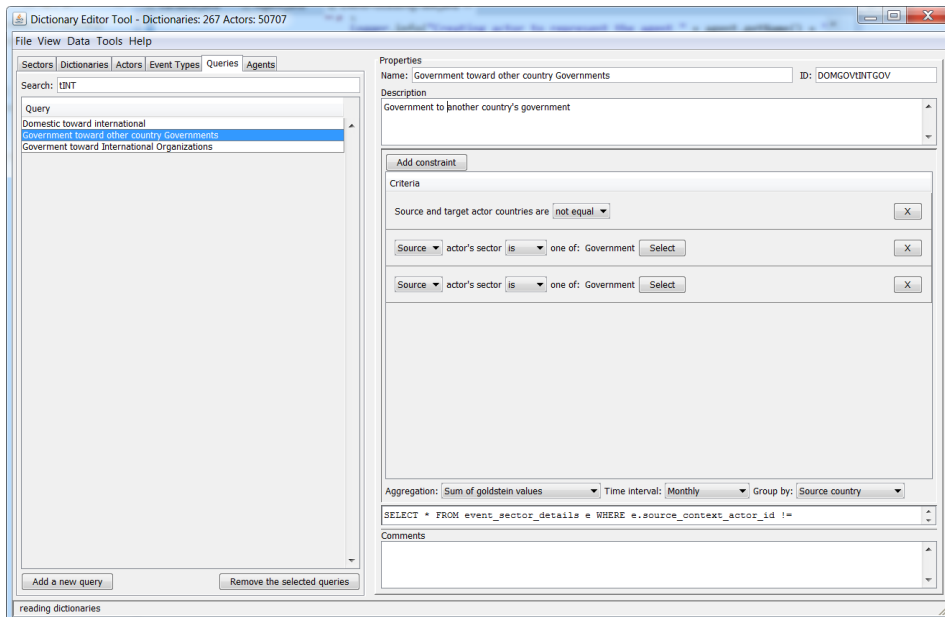 Dictionary Editor Tool - Dictionaries: 267 Actors: 50707
File View Data Tools Help
Sectors Dictionaries Actors Event Types Queries Agents
Search: tINT
Query
Domestic toward international
Government toward other country Governments
Goverment toward International Organizations
Add a new query Remove the selected queries
Properties
Name: Government toward other country Governments ID: DOMGOVtINTGOV
Description
Government to another country's government
Add constraint
Criteria
Source and target actor countries are not equal X
Source actor's sector is one of: Government Select X
Source actor's sector is one of: Government Select X
Aggregation: Sum of goldstein values Time interval: Monthly Group by: Source country
SELECT * FROM event_sector_details e WHERE e.source_context_actor_id !=
Comments
reading dictionaries